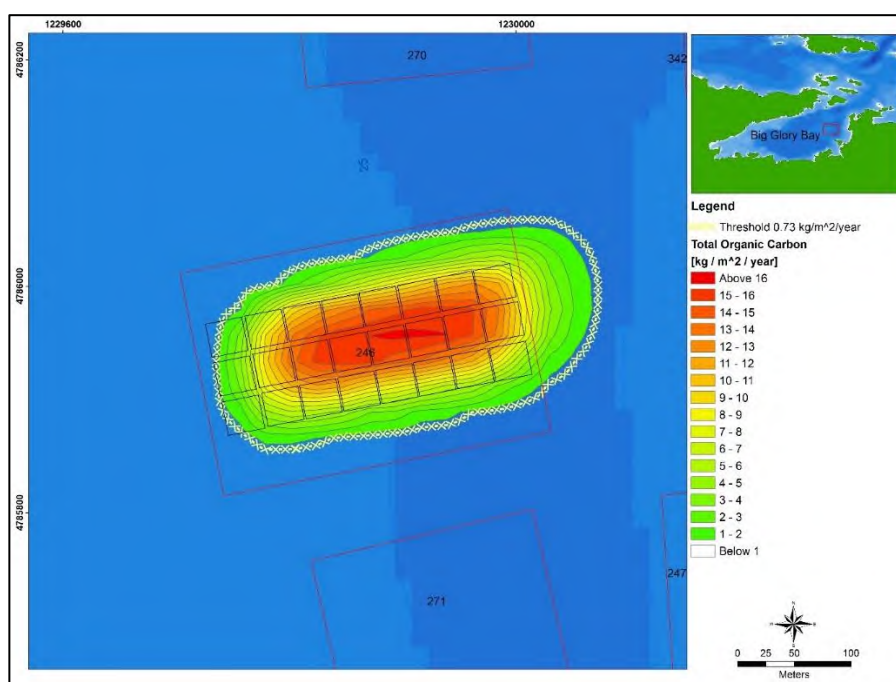 1229600
1230000
4786200
4786000
4785800
270
342
25
246
271
247
Big Glory Bay
Legend
Threshold 0.73 kg/m^2/year
Total Organic Carbon
[kg / m^2 / year]
Above 16
15 - 16
14 - 15
13 - 14
12 - 13
11 - 12
10 - 11
9 - 10
8 - 9
7 - 8
6 - 7
5 - 6
4 - 5
3 - 4
2 - 3
1 - 2
Below 1
0 25 50 100
Meters